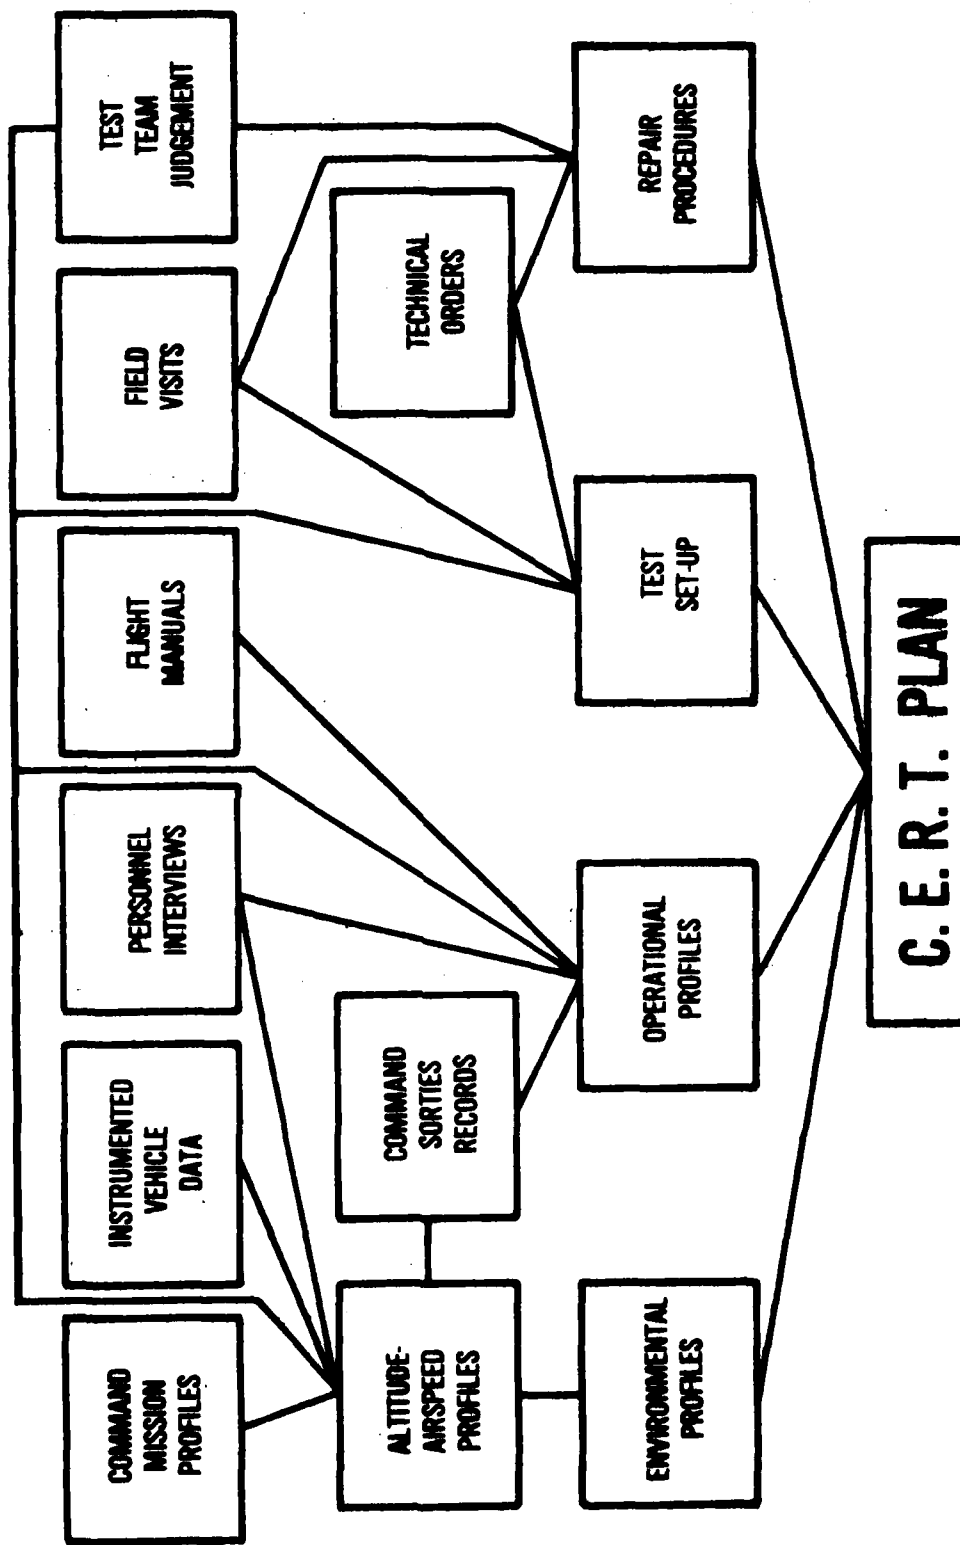 COMMAND
MISSION
PROFILES
INSTRUMENTED
VEHICLE
DATA
PERSONNEL
INTERVIEWS
FLIGHT
MANUALS
FIELD
VISITS
TEST
TEAM
JUDGEMENT
ALTITUDE-
AIRSPEED
PROFILES
COMMAND
SORTIES
RECORDS
TECHNICAL
ORDERS
ENVIRONMENTAL
PROFILES
OPERATIONAL
PROFILES
TEST
SET-UP
REPAIR
PROCEDURES
C. E. R. T. PLAN